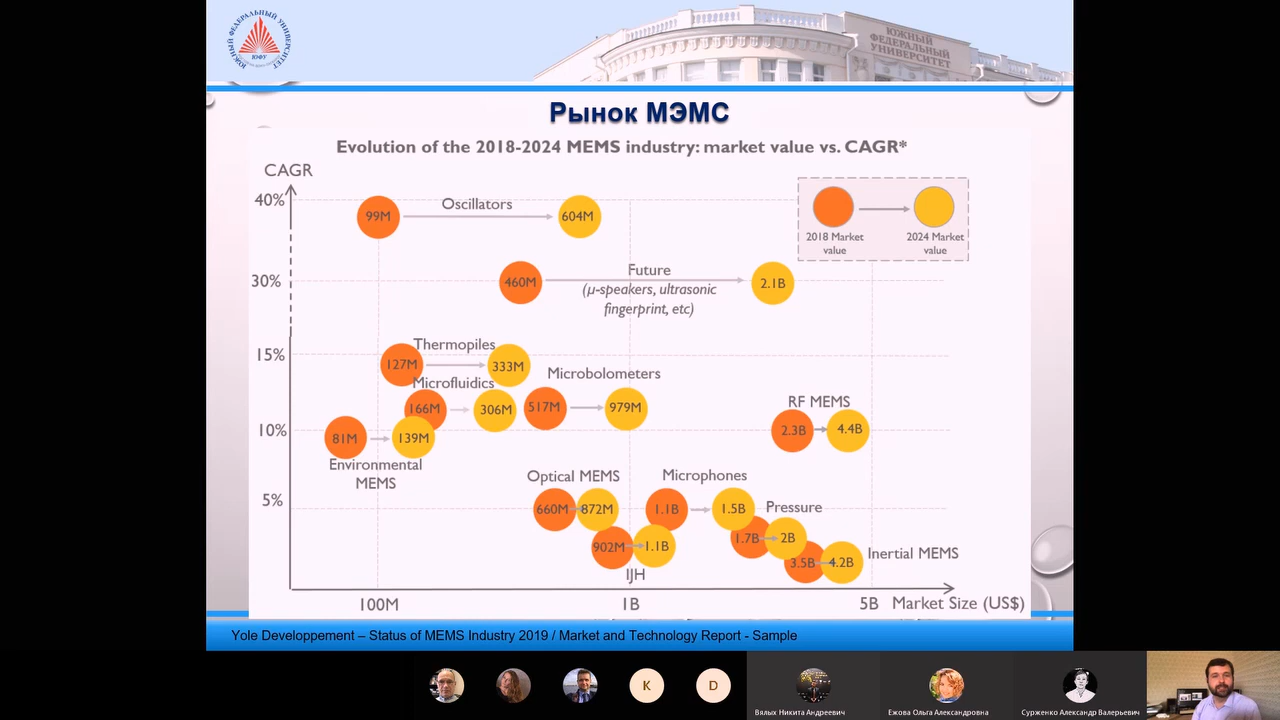 ЮЖНЫЙ ФЕДЕРАЛЬНЫЙ УНИВЕРСИТЕТ
ЮФУ
ЮЖНЫЙ
ФЕДЕРАЛЬНЫЙ
УНИВЕРСИТЕТ
Рынок МЭМС
Evolution of the 2018-2024 MEMS industry: market value vs. CAGR*
CAGR
40%
99M
Oscillators
604M
2018 Market
value
2024 Market
value
30%
460M
Future
(μ-speakers, ultrasonic
fingerprint, etc)
2.1B
15%
Thermopiles
127M
333M
Microfluidics
166M
306M
Microbolometers
517M
979M
RF MEMS
2.3B
4.4B
10%
81M
139M
Environmental
MEMS
5%
Optical MEMS
660M
872M
Microphones
1.1B
1.5B
Pressure
1.7B
2B
902M
1.1B
IJH
3.5B
4.2B
Inertial MEMS
100M
1B
5B
Market Size (US$)
Yole Developpement – Status of MEMS Industry 2019 / Market and Technology Report - Sample
K
D
Вялых Никита Андреевич
Ежова Ольга Александровна
Сурженко Александр Валерьевич